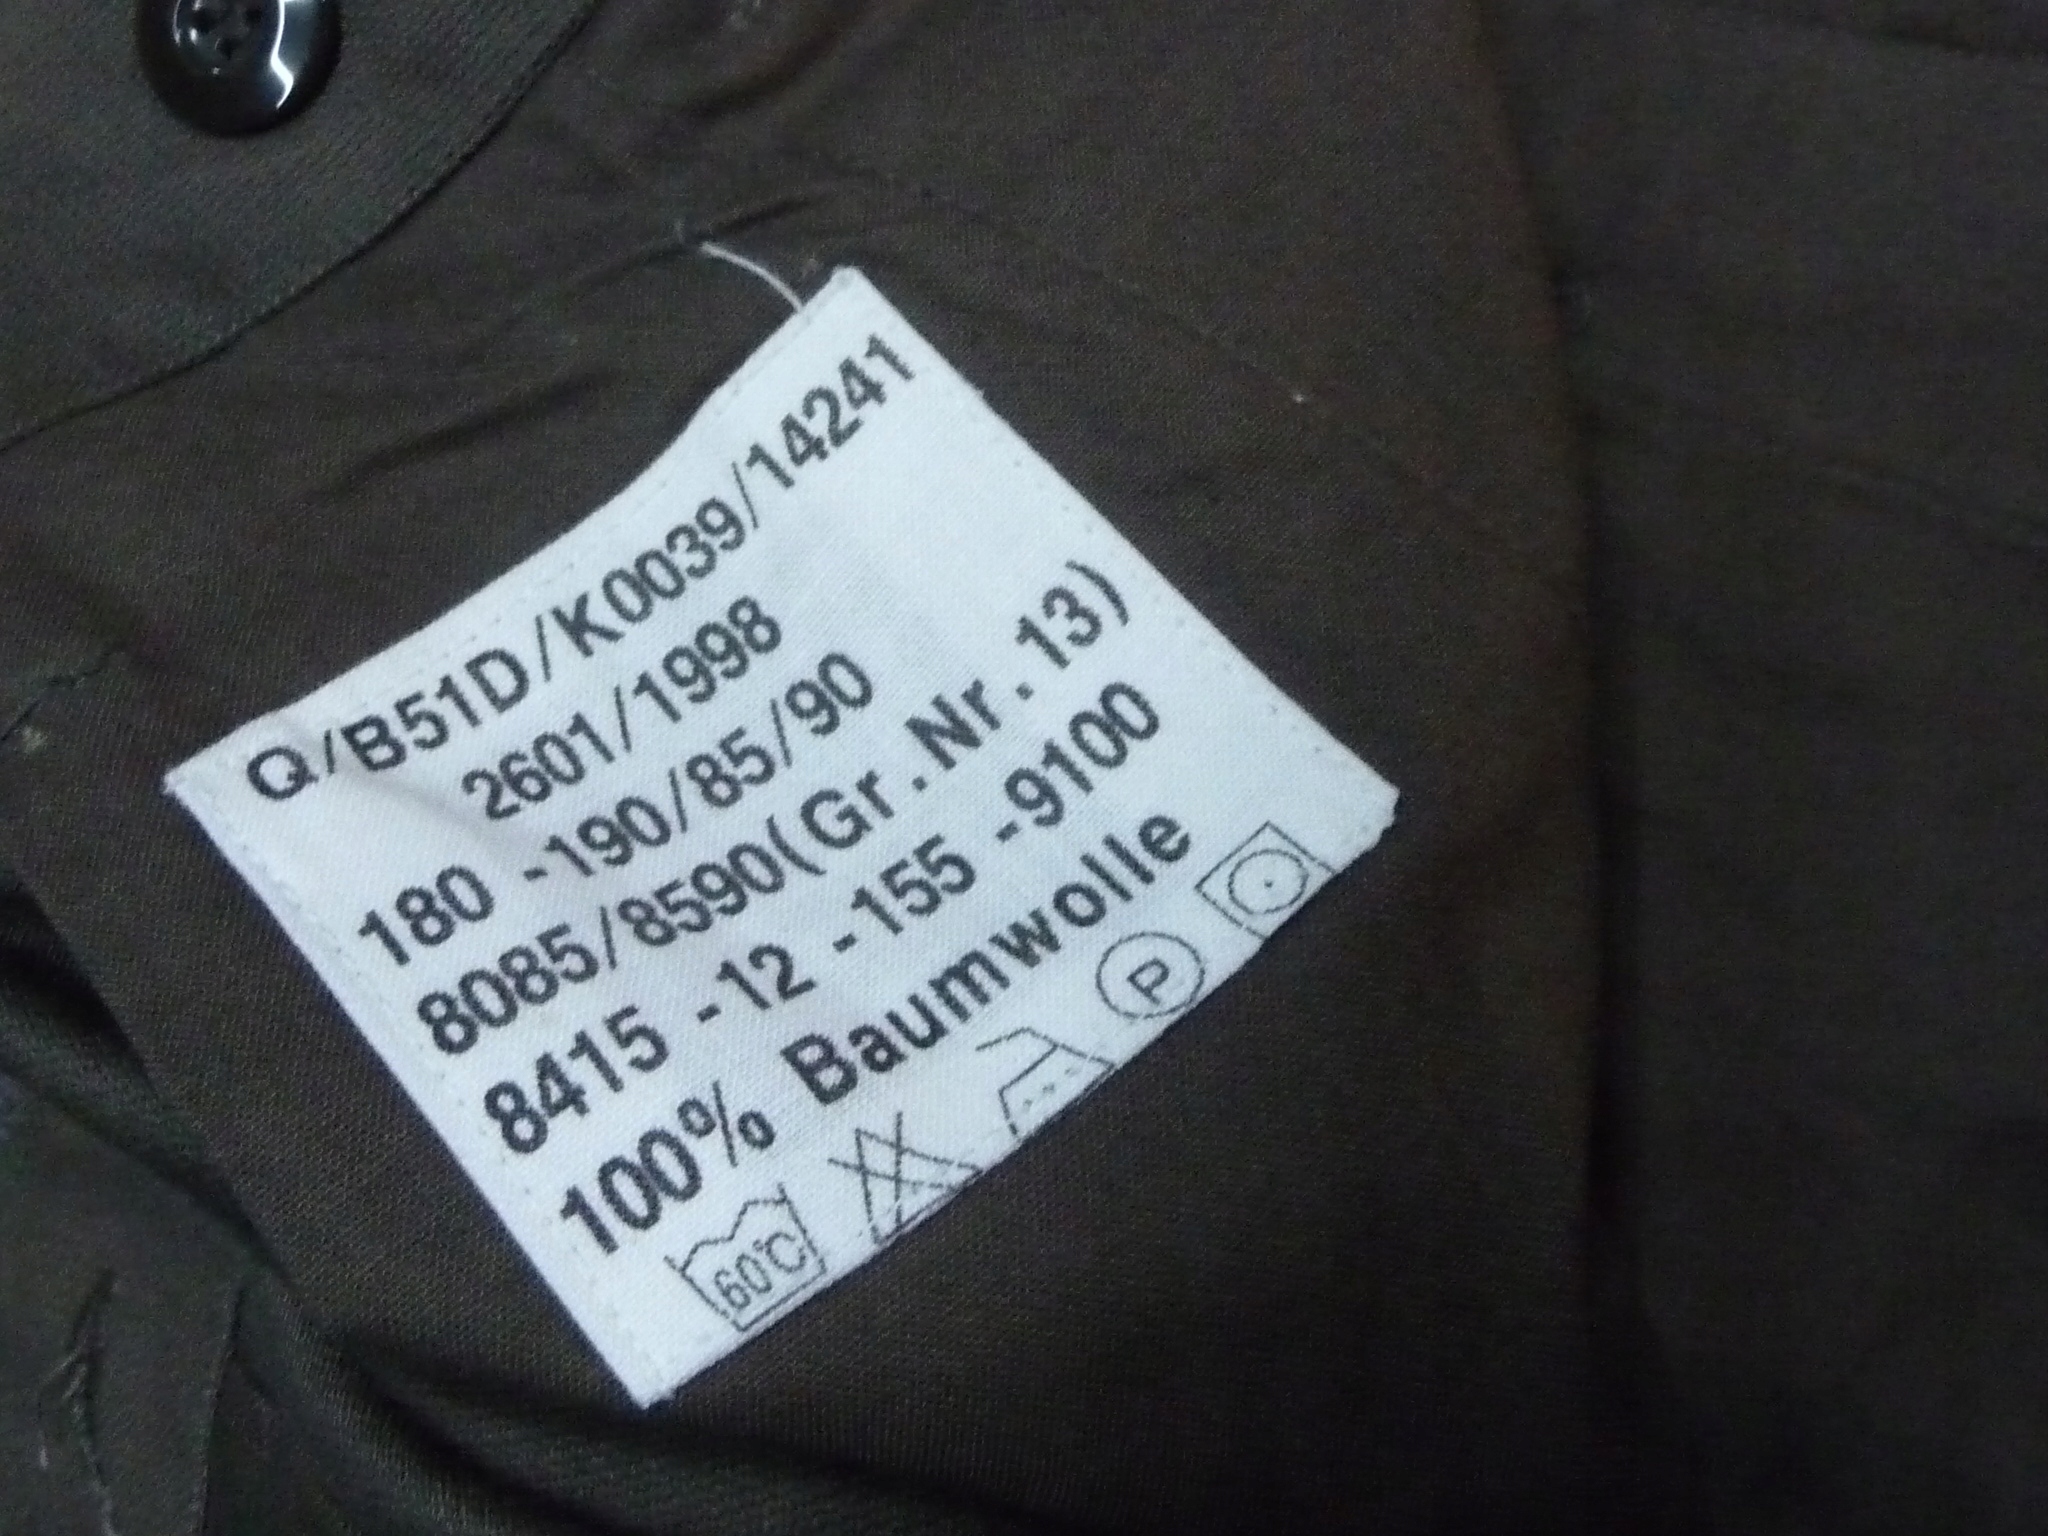 Q/B51D/K0039/14241
2601/1998
180 -190/85/90
8085/8590(Gr.Nr.13)
8415 -12 -155 -9100
100% Baumwolle
60°C P